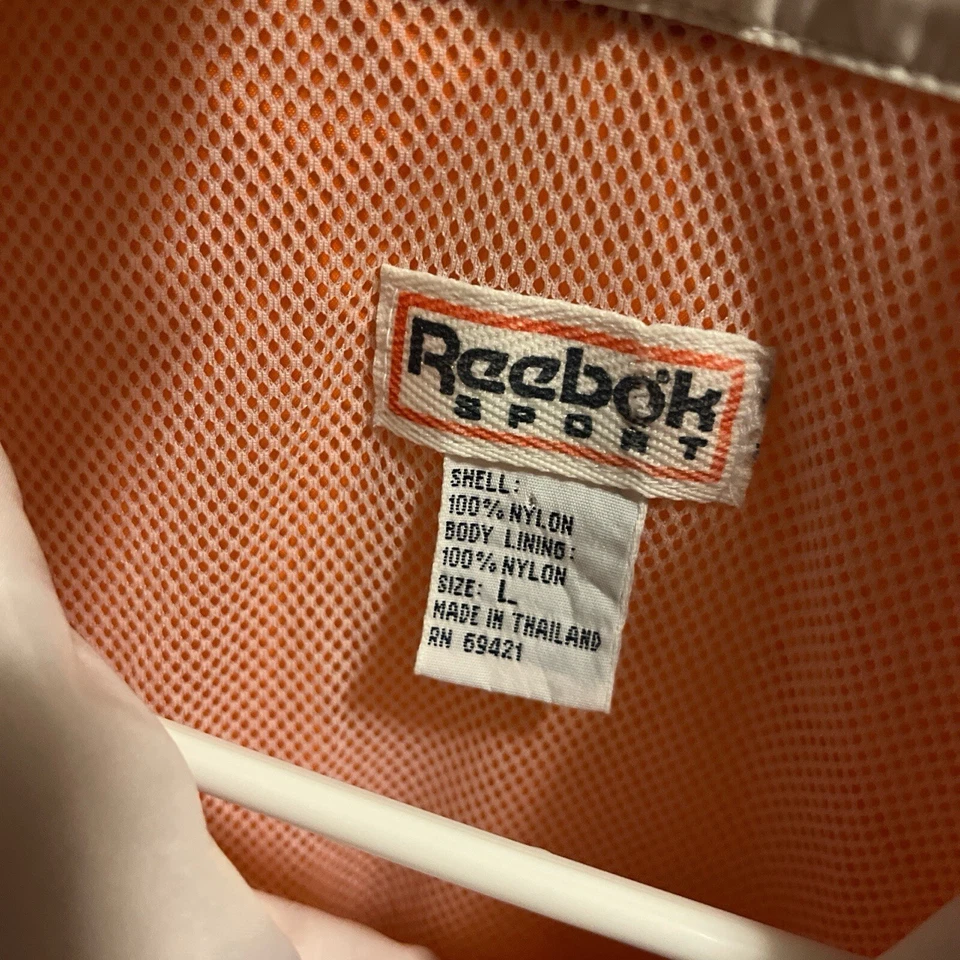 Reebok
SPORT
SHELL:
100% NYLON
BODY LINING:
100% NYLON
SIZE: L
MADE IN THAILAND
RN 69421